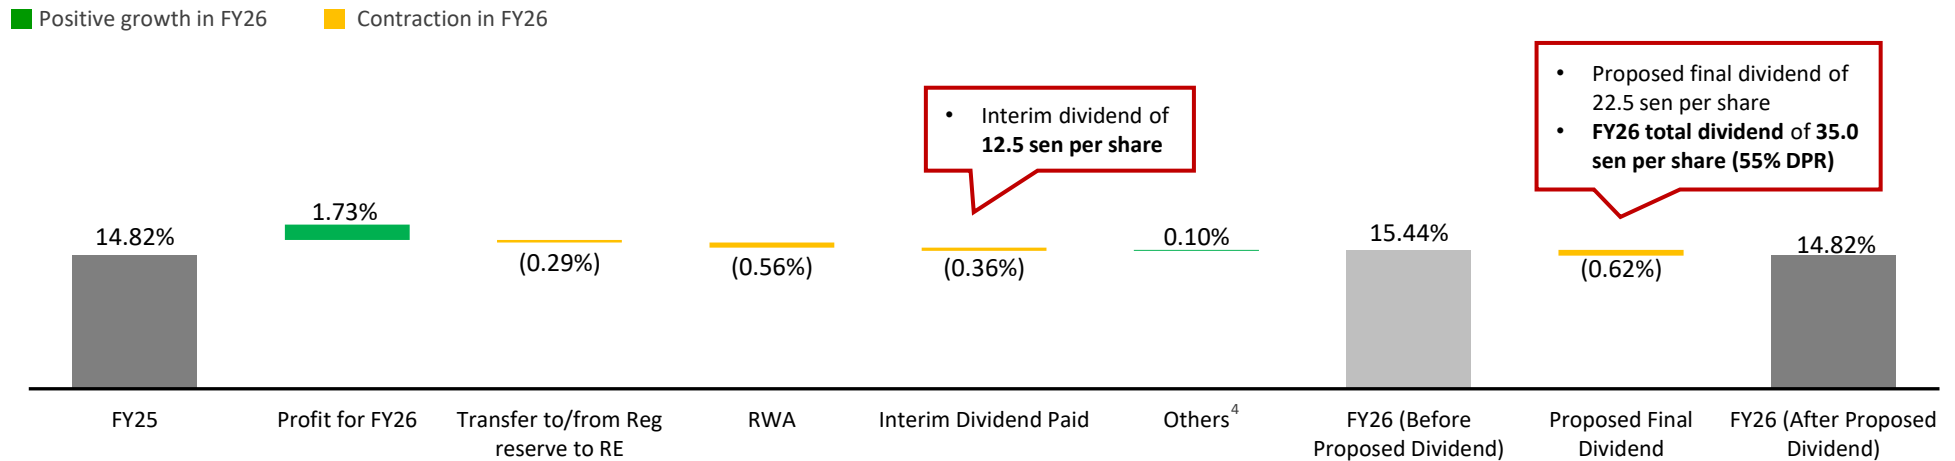 Positive growth in FY26
Contraction in FY26
• Interim dividend of
12.5 sen per share
• Proposed final dividend of
22.5 sen per share
• FY26 total dividend of 35.0
sen per share (55% DPR)
14.82%
1.73%
(0.29%)
(0.56%)
(0.36%)
0.10%
15.44%
(0.62%)
14.82%
FY25
Profit for FY26
Transfer to/from Reg
reserve to RE
RWA
Interim Dividend Paid
Others4
FY26 (Before
Proposed Dividend)
Proposed Final
Dividend
FY26 (After Proposed
Dividend)